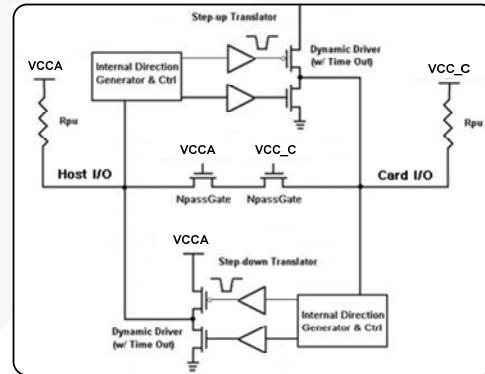 Step-up Translator
Dynamic Driver
(w/ Time Out)
VCCA
Internal Direction
Generator & Ctrl
VCC_C
Rpu
Rpu
VCCA
VCC_C
Host I/O
Card I/O
NpassGate
NpassGate
VCCA
Step-down Translator
Dynamic Driver
(w/ Time Out)
Internal Direction
Generator & Ctrl